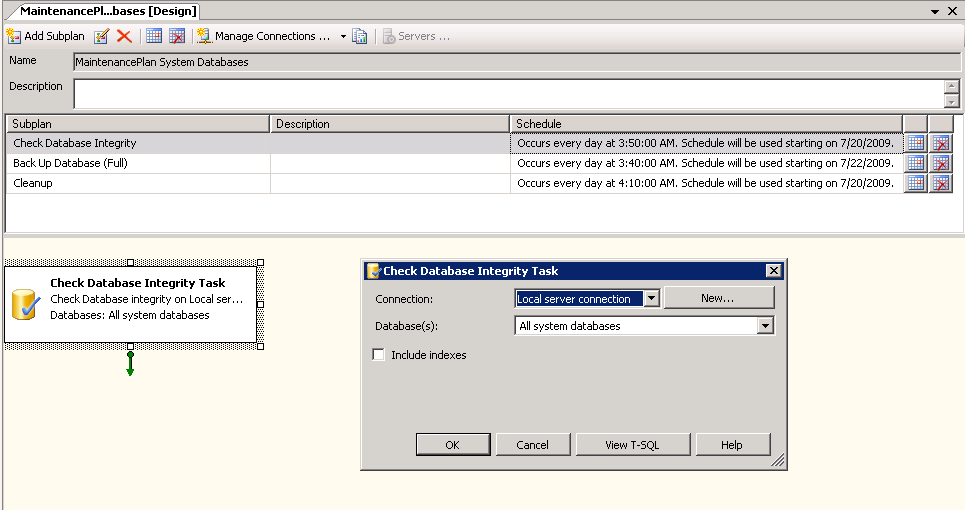 MaintenancePl...bases [Design]
Add Subplan Manage Connections ... Servers ...
Name MaintenancePlan System Databases
Description
Subplan Description Schedule
Check Database Integrity Occurs every day at 3:50:00 AM. Schedule will be used starting on 7/20/2009.
Back Up Database (Full) Occurs every day at 3:40:00 AM. Schedule will be used starting on 7/22/2009.
Cleanup Occurs every day at 4:10:00 AM. Schedule will be used starting on 7/20/2009.
Check Database Integrity Task
Check Database integrity on Local ser...
Databases: All system databases
Check Database Integrity Task
Connection: Local server connection New...
Database(s): All system databases
Include indexes
OK Cancel View T-SQL Help